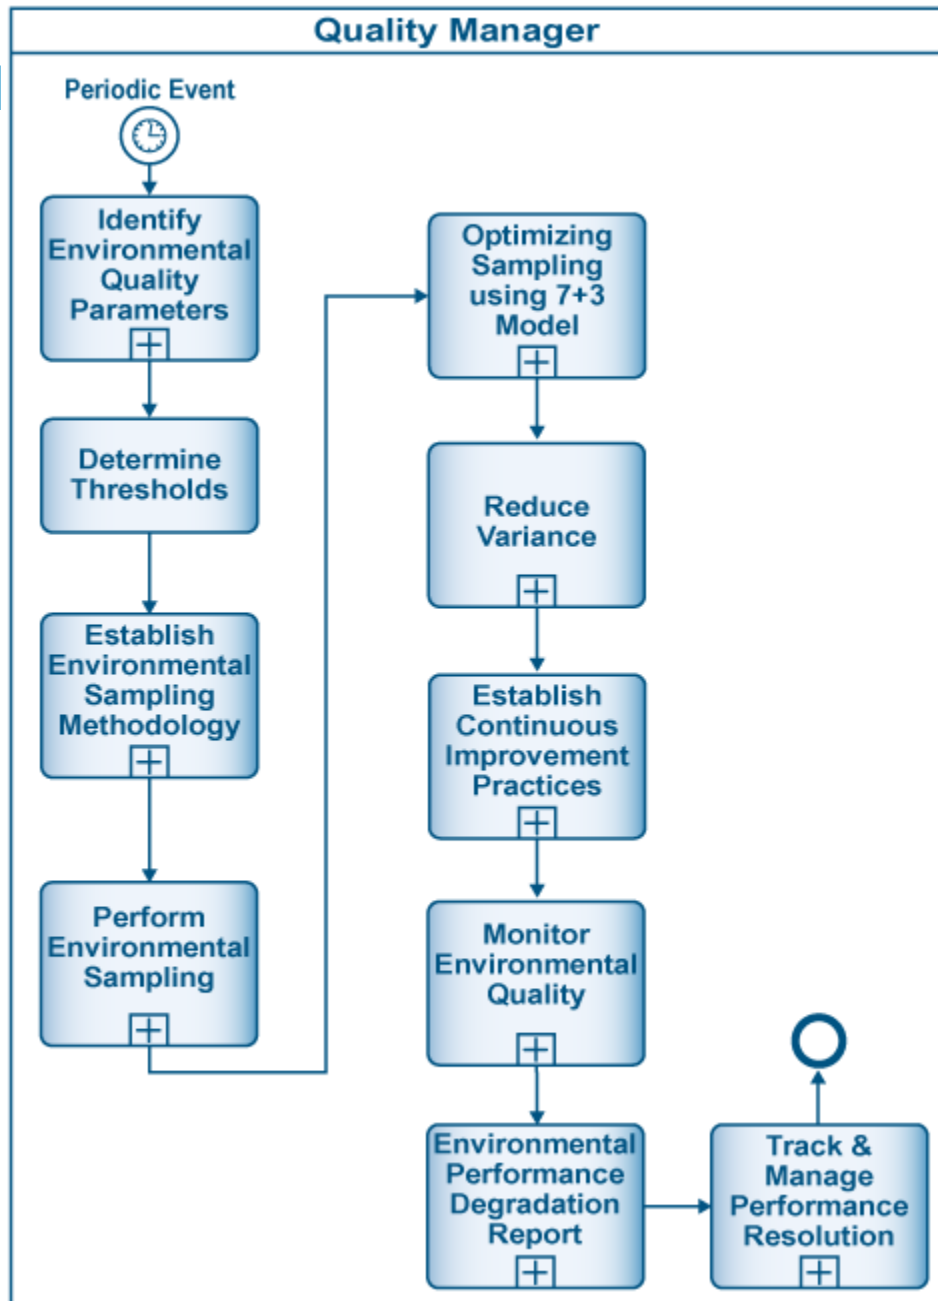 Quality Manager
Periodic Event
Identify
Environmental
Quality
Parameters
Determine
Thresholds
Establish
Environmental
Sampling
Methodology
Perform
Environmental
Sampling
Optimizing
Sampling
using 7+3
Model
Reduce
Variance
Establish
Continuous
Improvement
Practices
Monitor
Environmental
Quality
Environmental
Performance
Degradation
Report
Track &
Manage
Performance
Resolution